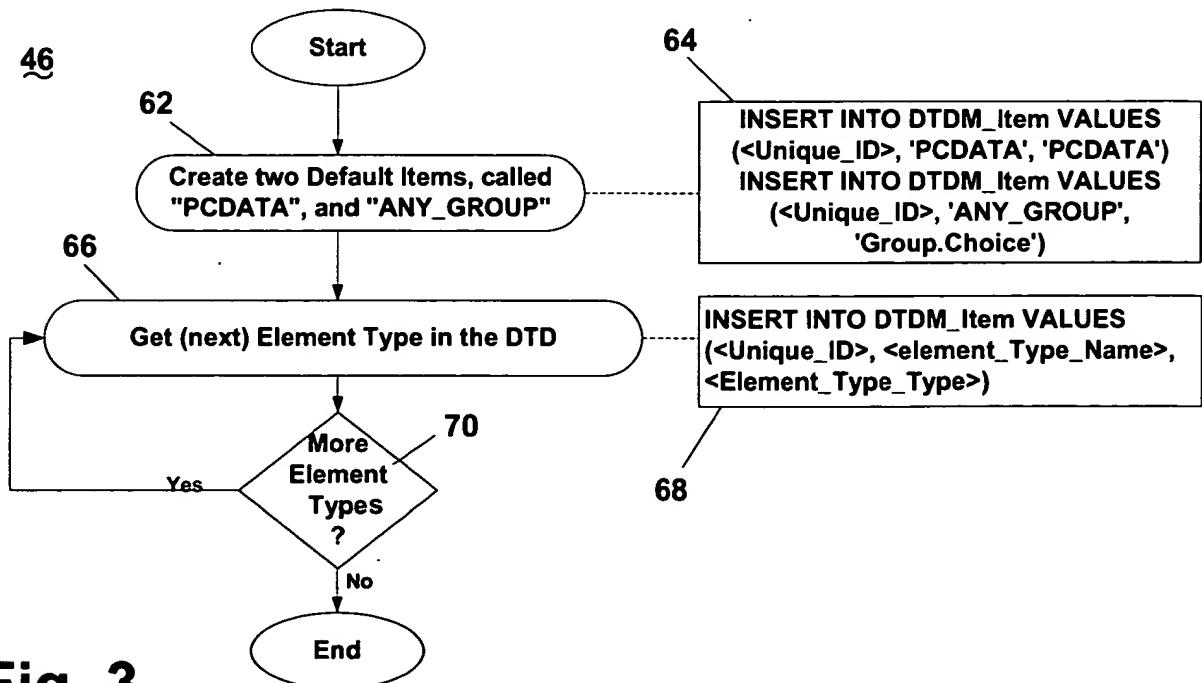 46
Start
62
Create two Default Items, called
"PCDATA", and "ANY_GROUP"
64
INSERT INTO DTDM_Item VALUES
(<Unique_ID>, 'PCDATA', 'PCDATA')
INSERT INTO DTDM_Item VALUES
(<Unique_ID>, 'ANY_GROUP',
'Group.Choice')
66
Get (next) Element Type in the DTD
INSERT INTO DTDM_Item VALUES
(<Unique_ID>, <element_Type_Name>,
<Element_Type_Type>)
68
More
Element
Types
?
70
Yes
No
End
Fig. 3